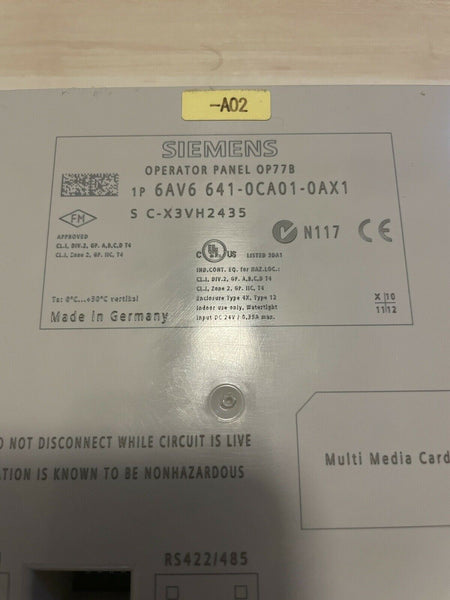 -A02
SIEMENS
OPERATOR PANEL OP77B
1P 6AV6 641-0CA01-0AX1
S C-X3VH2435
FM
N117 CE
APPROVED
CL.I, DIV.2, GP. A,B,C,D T4
CL.I, Zone 2, GP. IIC, T4
C UL US LISTED 30A1
IND.CONT. EQ. for HAZ.LOC.:
CL.I, DIV.2, GP. A,B,C,D T4
CL.I, Zone 2, GP. IIC, T4
Enclosure Type 4X, Type 12
Indoor use only, Watertight
Input DC 24V / 0,35A max.
Ta: 0°C...+50°C vertikal
Made in Germany
X 10
11 12
O NOT DISCONNECT WHILE CIRCUIT IS LIVE
ATION IS KNOWN TO BE NONHAZARDOUS
Multi Media Card
RS422/485